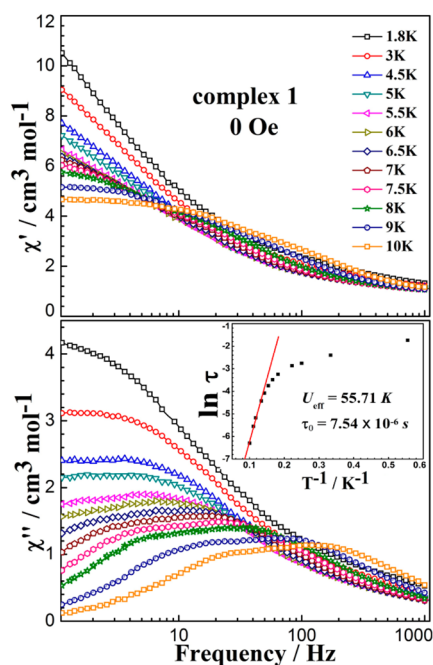 12
10
8
6
4
2
0
χ' / cm³ mol⁻¹
complex 1
0 Oe
1.8K
3K
4.5K
5K
5.5K
6K
6.5K
7K
7.5K
8K
9K
10K
4
3
2
1
0
χ'' / cm³ mol⁻¹
-1
-2
-3
-4
-5
-6
-7
ln τ
U_eff = 55.71 K
τ₀ = 7.54 × 10⁻⁶ s
0.1 0.2 0.3 0.4 0.5 0.6
T⁻¹ / K⁻¹
10 100 1000
Frequency / Hz